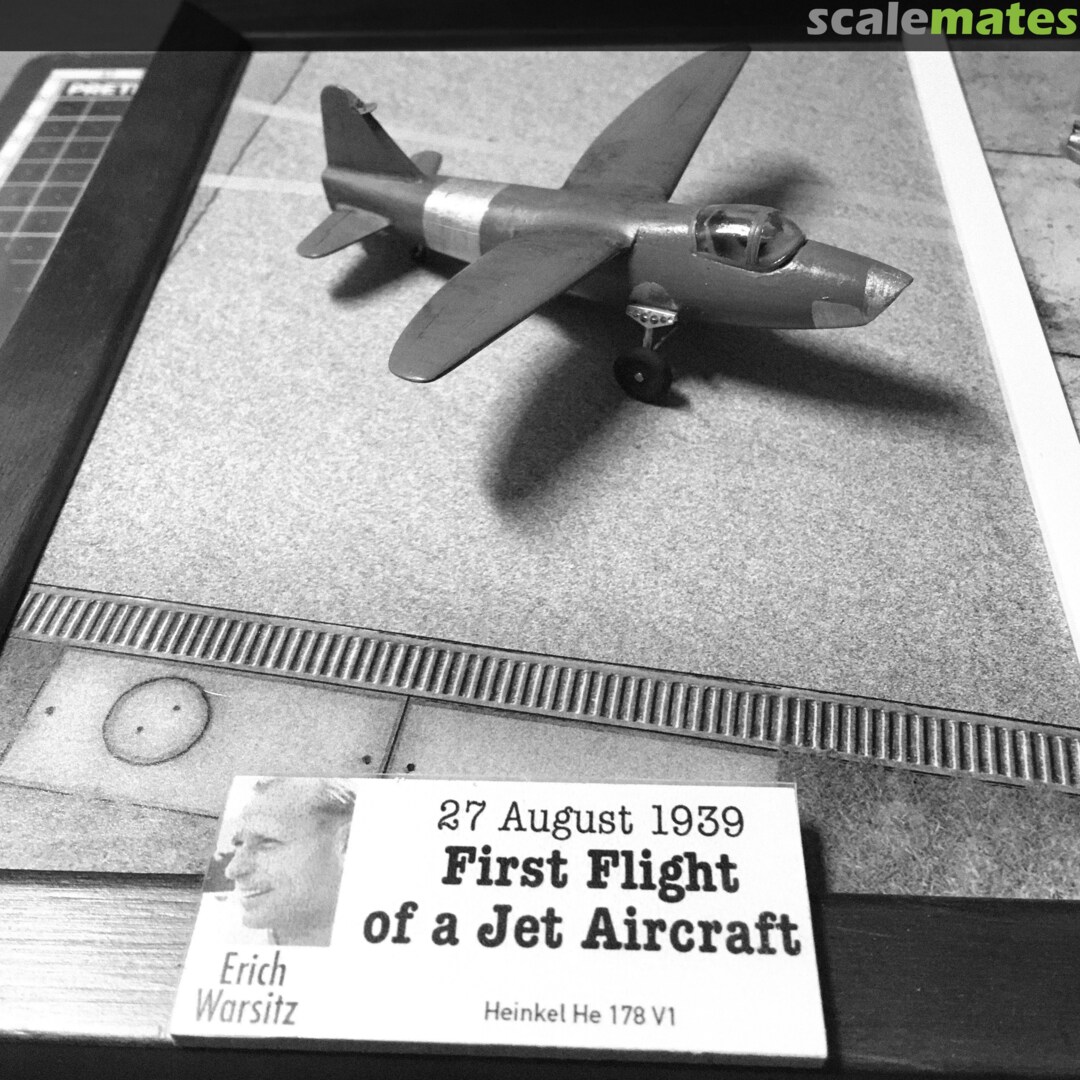 scalemates
27 August 1939
First Flight
of a Jet Aircraft
Erich
Warsitz
Heinkel He 178 V1